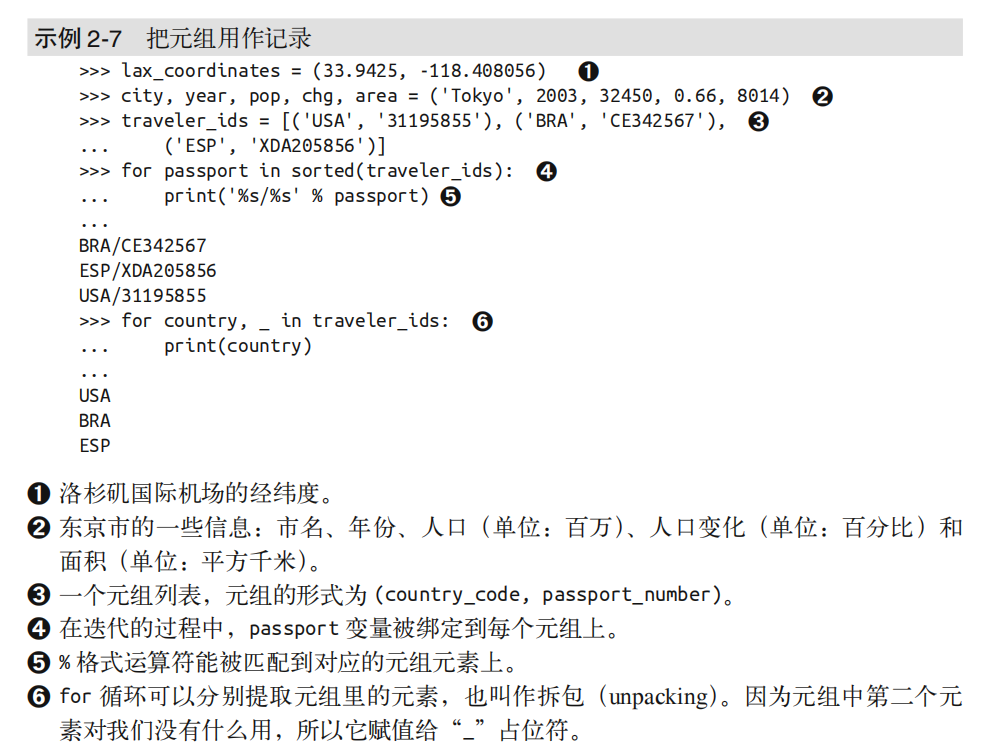 示例 2-7 把元组用作记录
>>> lax_coordinates = (33.9425, -118.408056) ❶
>>> city, year, pop, chg, area = ('Tokyo', 2003, 32450, 0.66, 8014) ❷
>>> traveler_ids = [('USA', '31195855'), ('BRA', 'CE342567'), ❸
...     ('ESP', 'XDA205856')]
>>> for passport in sorted(traveler_ids): ❹
...     print('%s/%s' % passport) ❺
...
BRA/CE342567
ESP/XDA205856
USA/31195855
>>> for country, _ in traveler_ids: ❻
...     print(country)
...
USA
BRA
ESP
❶ 洛杉矶国际机场的经纬度。
❷ 东京市的一些信息：市名、年份、人口（单位：百万）、人口变化（单位：百分比）和
面积（单位：平方千米）。
❸ 一个元组列表，元组的形式为 (country_code, passport_number)。
❹ 在迭代的过程中，passport 变量被绑定到每个元组上。
❺ % 格式运算符能被匹配到对应的元组元素上。
❻ for 循环可以分别提取元组里的元素，也叫作拆包（unpacking）。因为元组中第二个元
素对我们没有什么用，所以它赋值给“_”占位符。